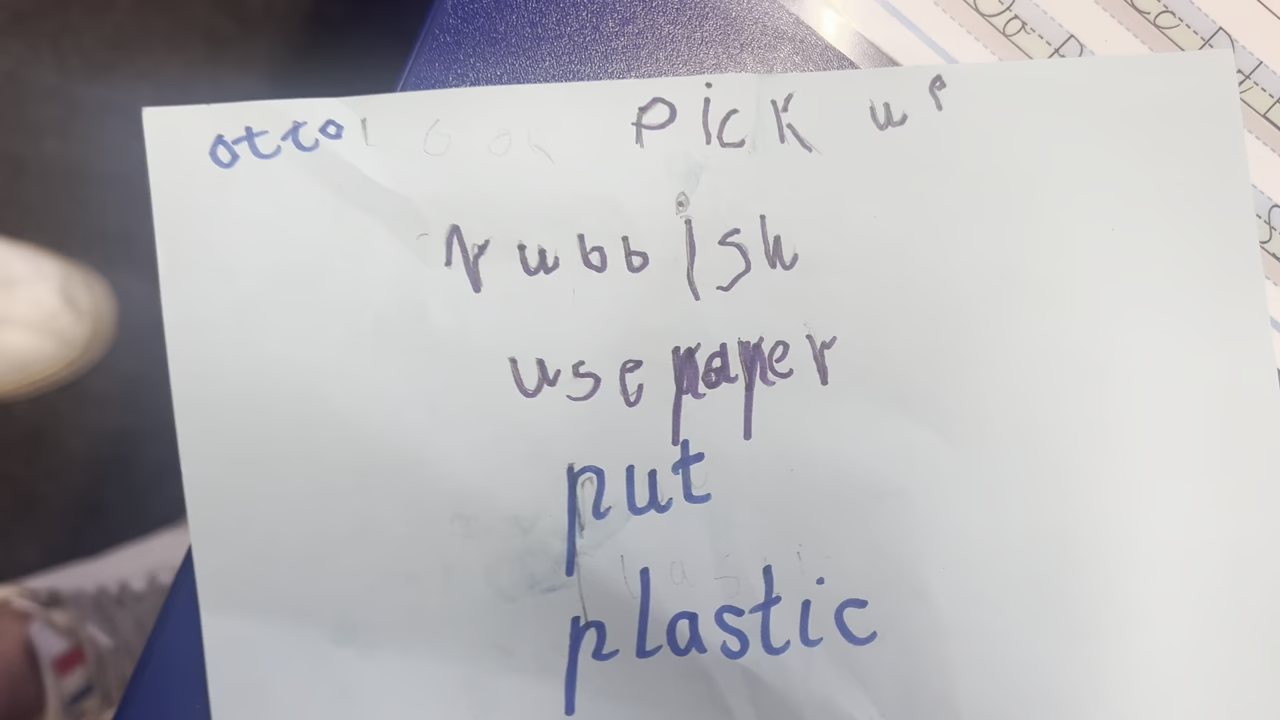 otto pick up
rubbish
use paper
put
plastic